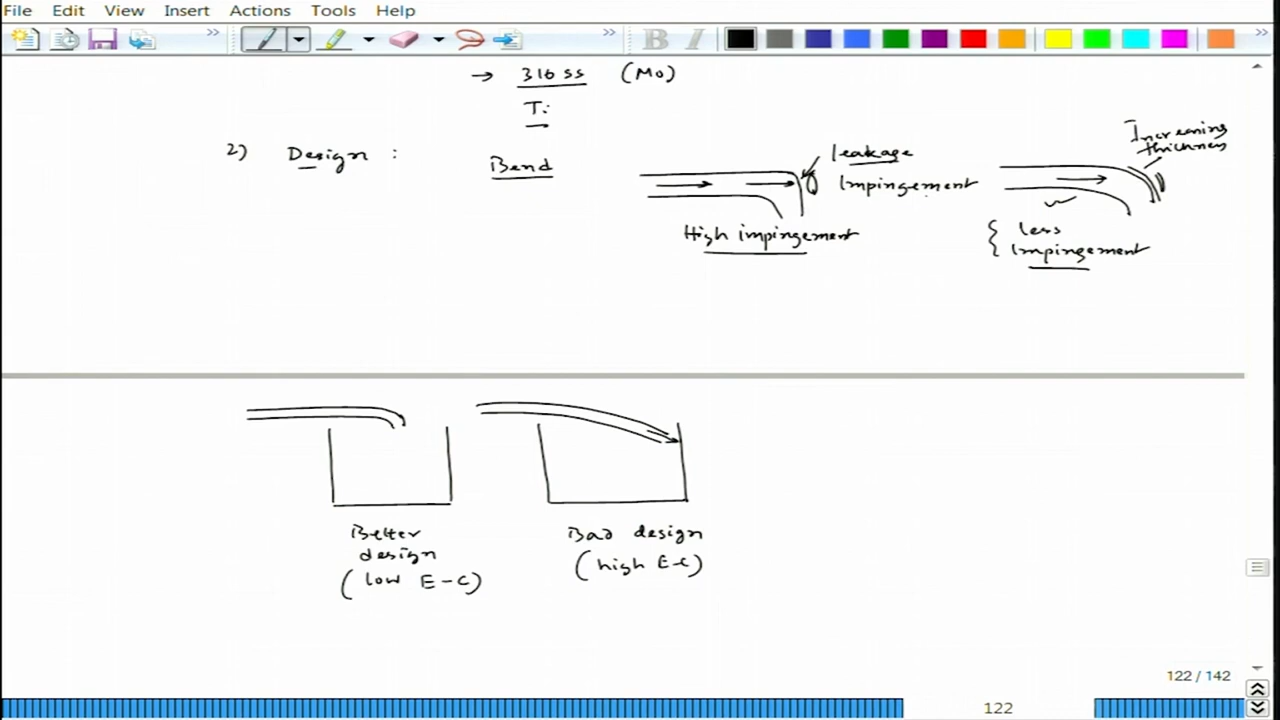 File Edit View Insert Actions Tools Help
→ 316 SS (Mo)
Ti
2) Design :
Bend
leakage
Impingement
High impingement
Increasing
thickness
less
Impingement
Better
design
(low E-C)
Bad design
(high E-C)
122 / 142
122